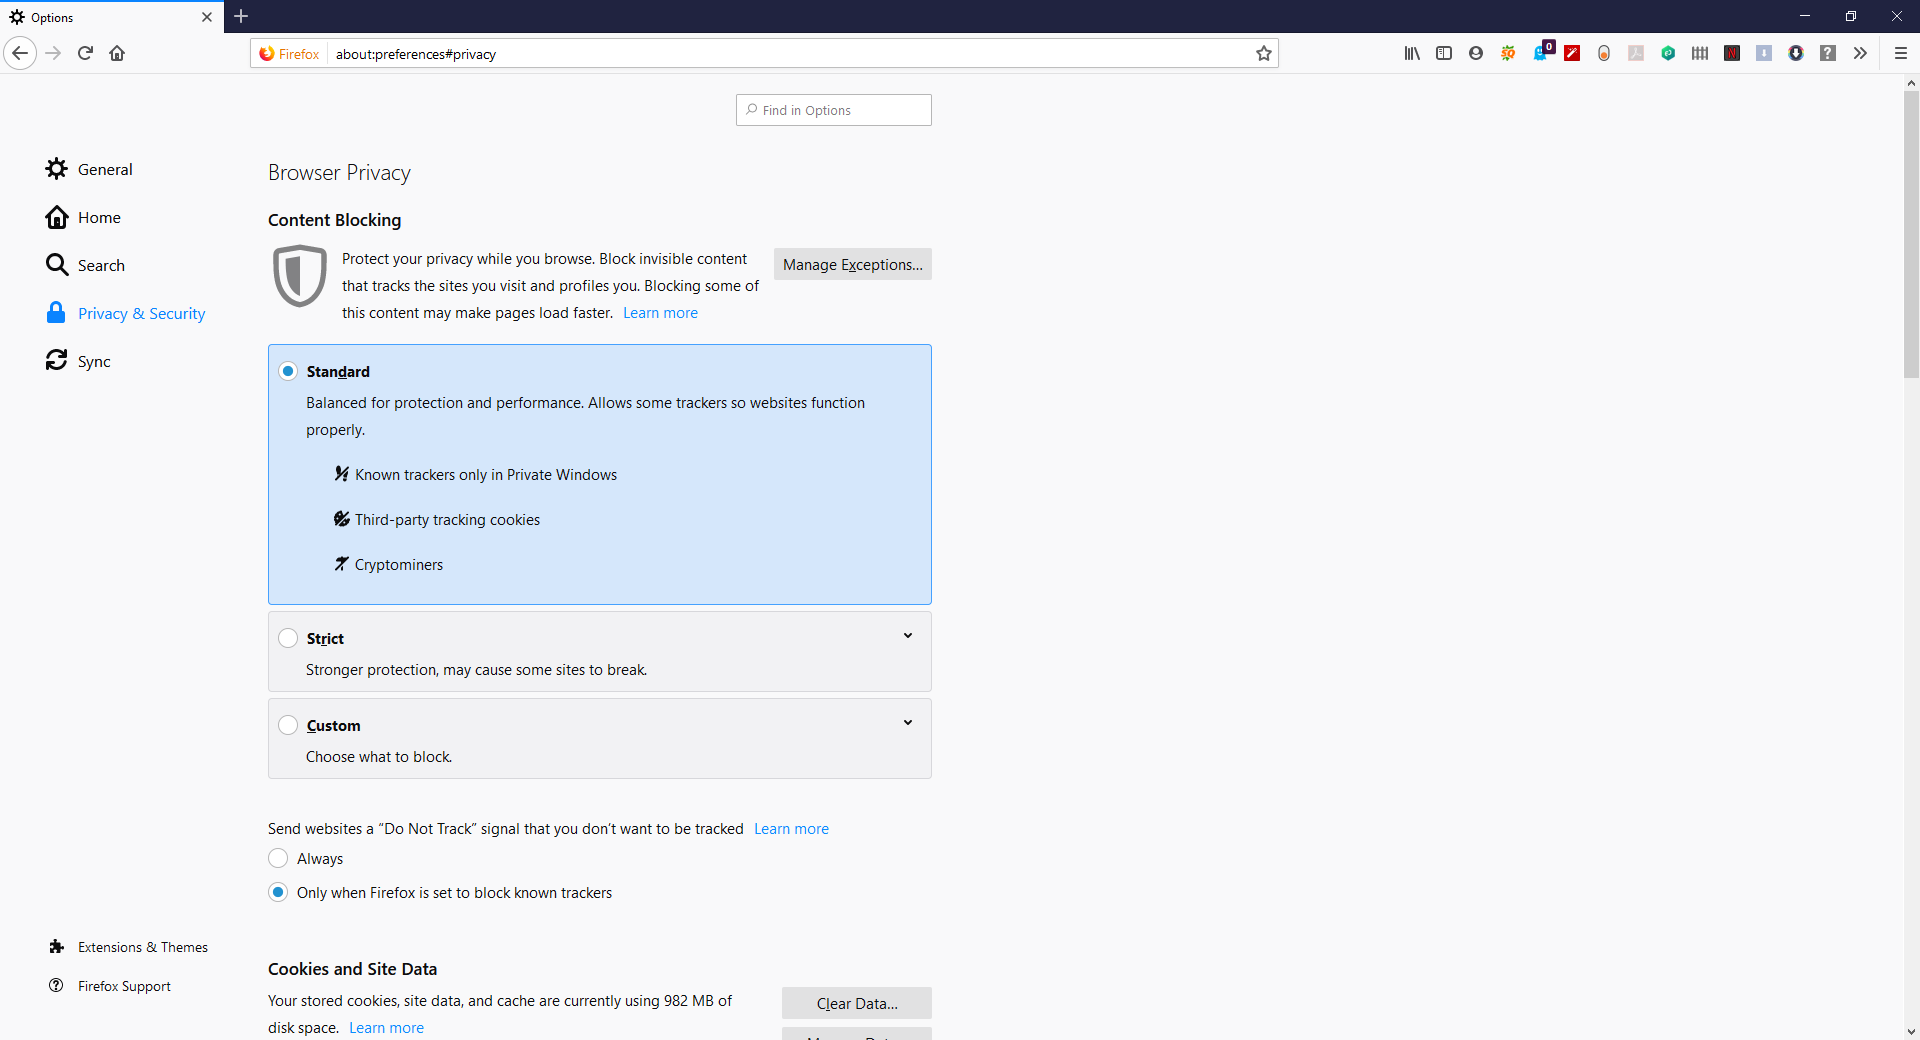 Options
Firefox
about:preferences#privacy
0
Find in Options
General
Home
Search
Privacy & Security
Sync
Extensions & Themes
Firefox Support
Browser Privacy
Content Blocking
Protect your privacy while you browse. Block invisible content
that tracks the sites you visit and profiles you. Blocking some of
this content may make pages load faster. Learn more
Manage Exceptions...
Standard
Balanced for protection and performance. Allows some trackers so websites function
properly.
Known trackers only in Private Windows
Third-party tracking cookies
Cryptominers
Strict
Stronger protection, may cause some sites to break.
Custom
Choose what to block.
Send websites a “Do Not Track” signal that you don’t want to be tracked Learn more
Always
Only when Firefox is set to block known trackers
Cookies and Site Data
Your stored cookies, site data, and cache are currently using 982 MB of
disk space. Learn more
Clear Data...